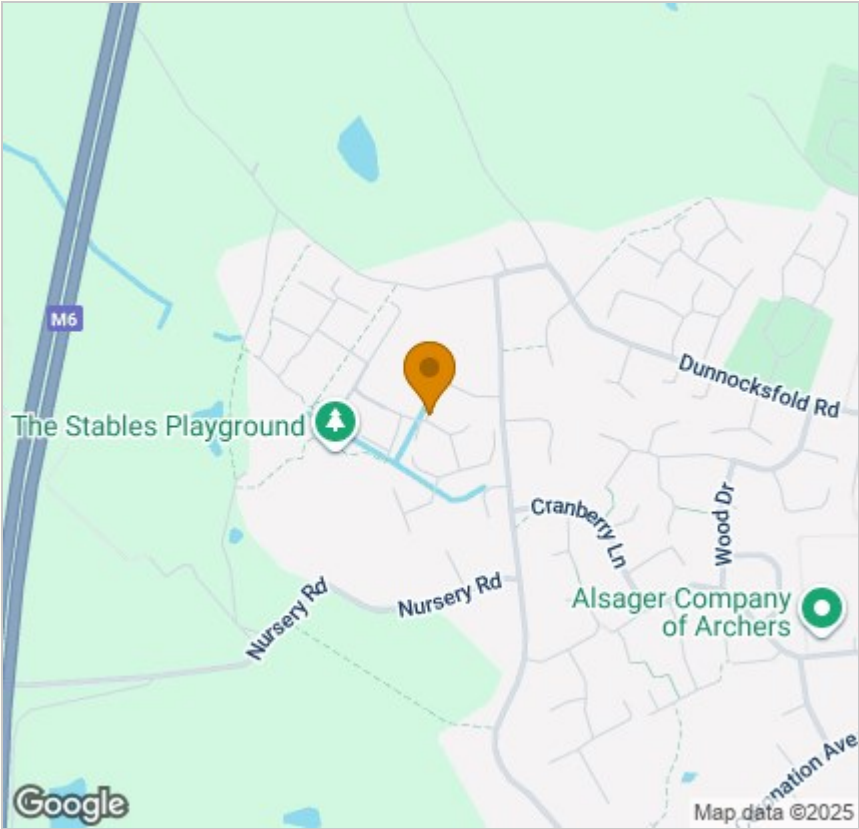 M6
Dunnocksfold Rd
The Stables Playground
Wood Dr
Cranberry Ln
Nursery Rd
Nursery Rd
Alsager Company
of Archers
Google
Map data ©2025